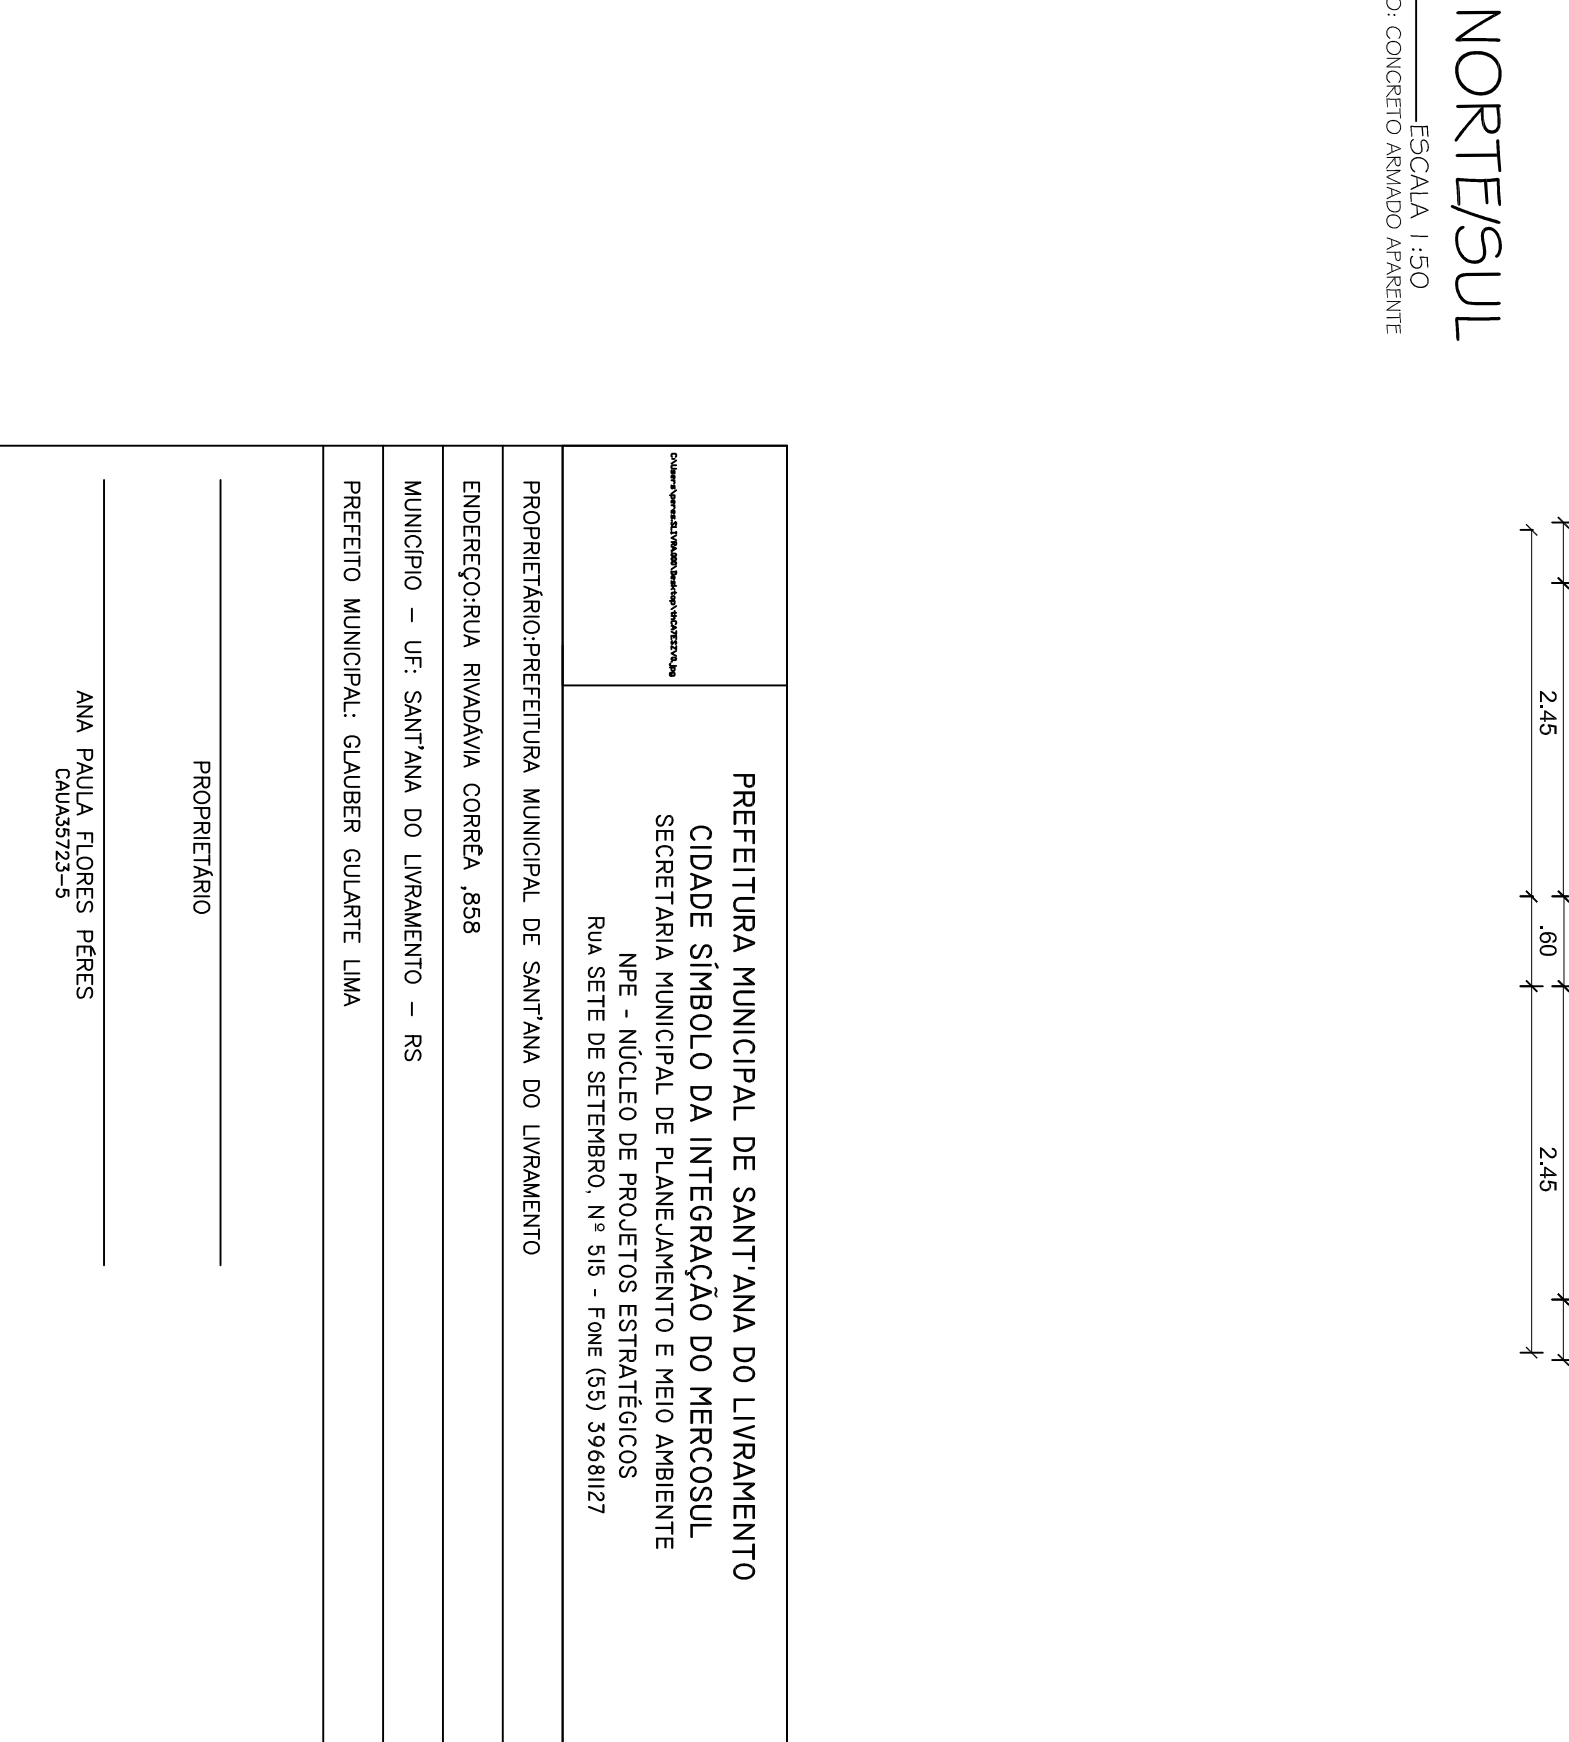 2.45
.60
2.45
NORTE/SUL
ESCALA 1:50
O: CONCRETO ARMADO APARENTE
PREFEITURA MUNICIPAL DE SANT'ANA DO LIVRAMENTO
CIDADE SÍMBOLO DA INTEGRAÇÃO DO MERCOSUL
SECRETARIA MUNICIPAL DE PLANEJAMENTO E MEIO AMBIENTE
NPE - NÚCLEO DE PROJETOS ESTRATÉGICOS
RUA SETE DE SETEMBRO, Nº 515 - FONE (55) 39681127
PROPRIETÁRIO:PREFEITURA MUNICIPAL DE SANT'ANA DO LIVRAMENTO
ENDEREÇO:RUA RIVADÁVIA CORRÊA ,858
MUNICÍPIO – UF: SANT'ANA DO LIVRAMENTO – RS
PREFEITO MUNICIPAL: GLAUBER GULARTE LIMA
PROPRIETÁRIO
ANA PAULA FLORES PÉRES
CAUA35723-5